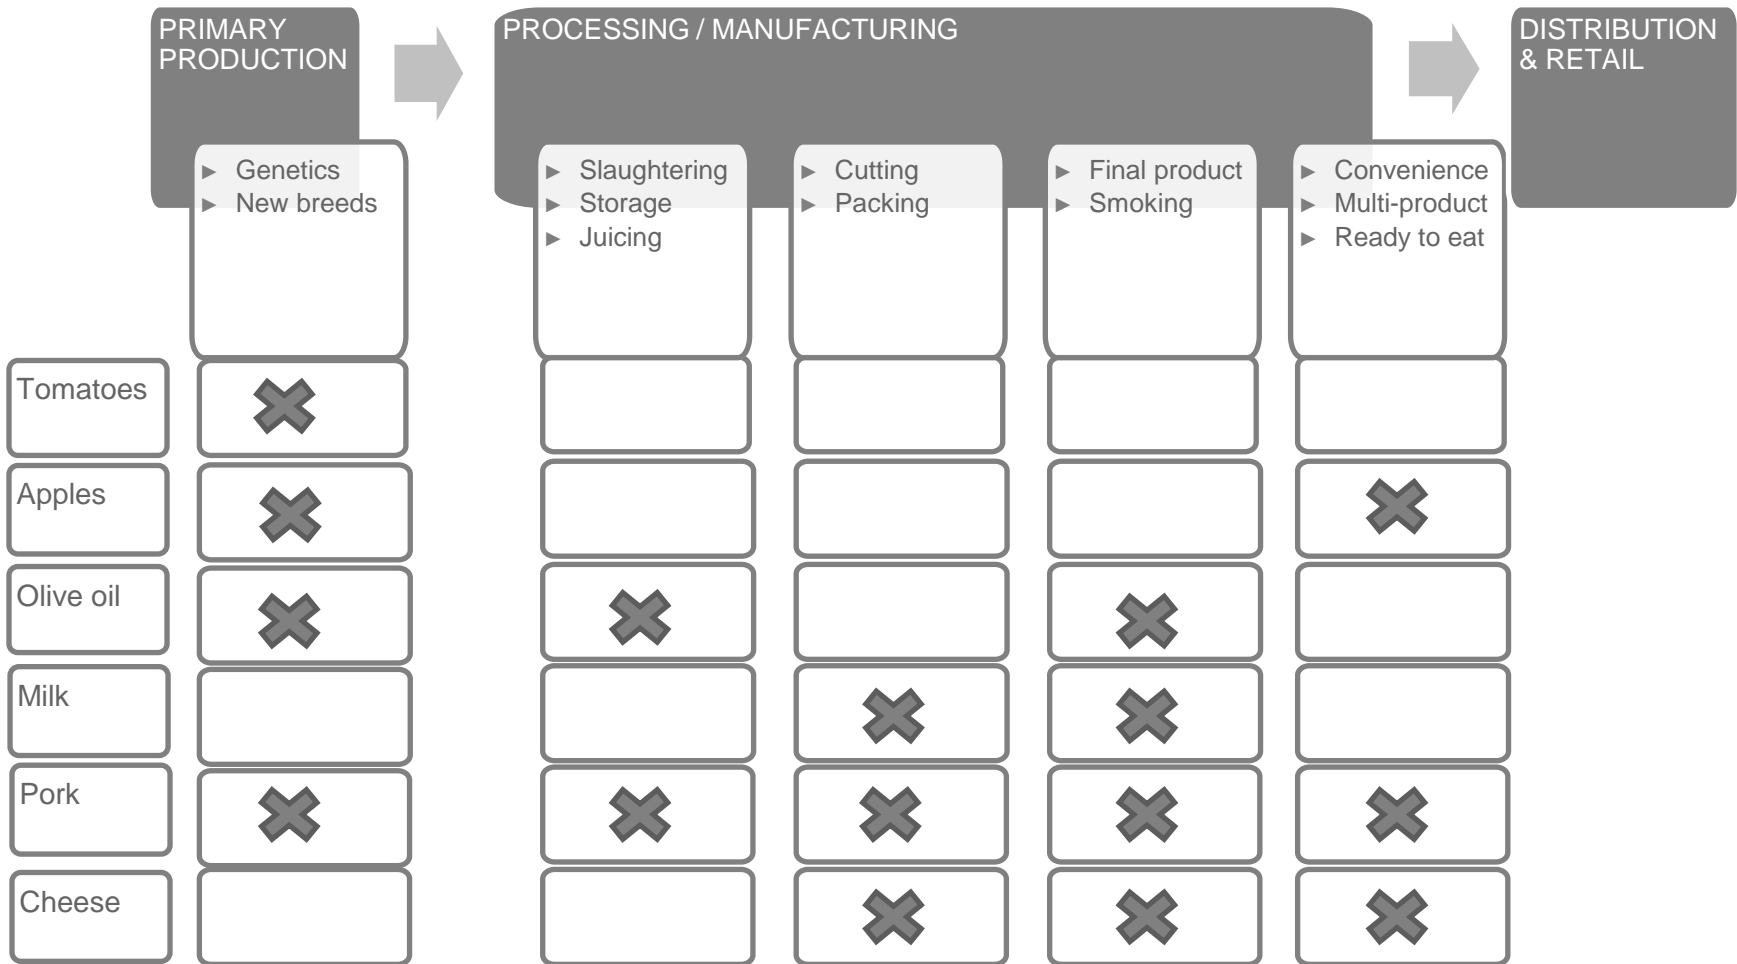 PRIMARY
PRODUCTION
PROCESSING / MANUFACTURING
DISTRIBUTION
& RETAIL
► Genetics
► New breeds
► Slaughtering
► Storage
► Juicing
► Cutting
► Packing
► Final product
► Smoking
► Convenience
► Multi-product
► Ready to eat
Tomatoes
Apples
Olive oil
Milk
Pork
Cheese